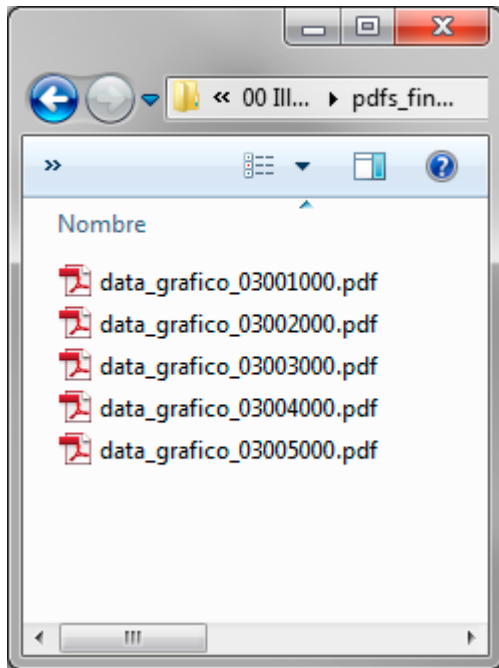 « 00 Ill... ▸ pdfs_fin...
»
Nombre
data_grafico_03001000.pdf
data_grafico_03002000.pdf
data_grafico_03003000.pdf
data_grafico_03004000.pdf
data_grafico_03005000.pdf